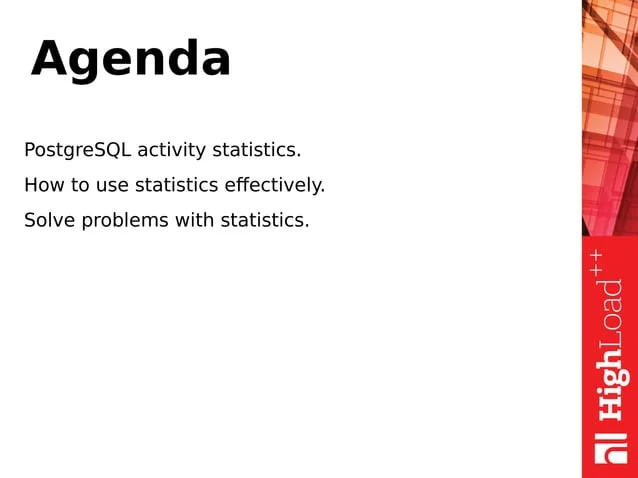 Agenda
PostgreSQL activity statistics.
How to use statistics effectively.
Solve problems with statistics.
HighLoad++